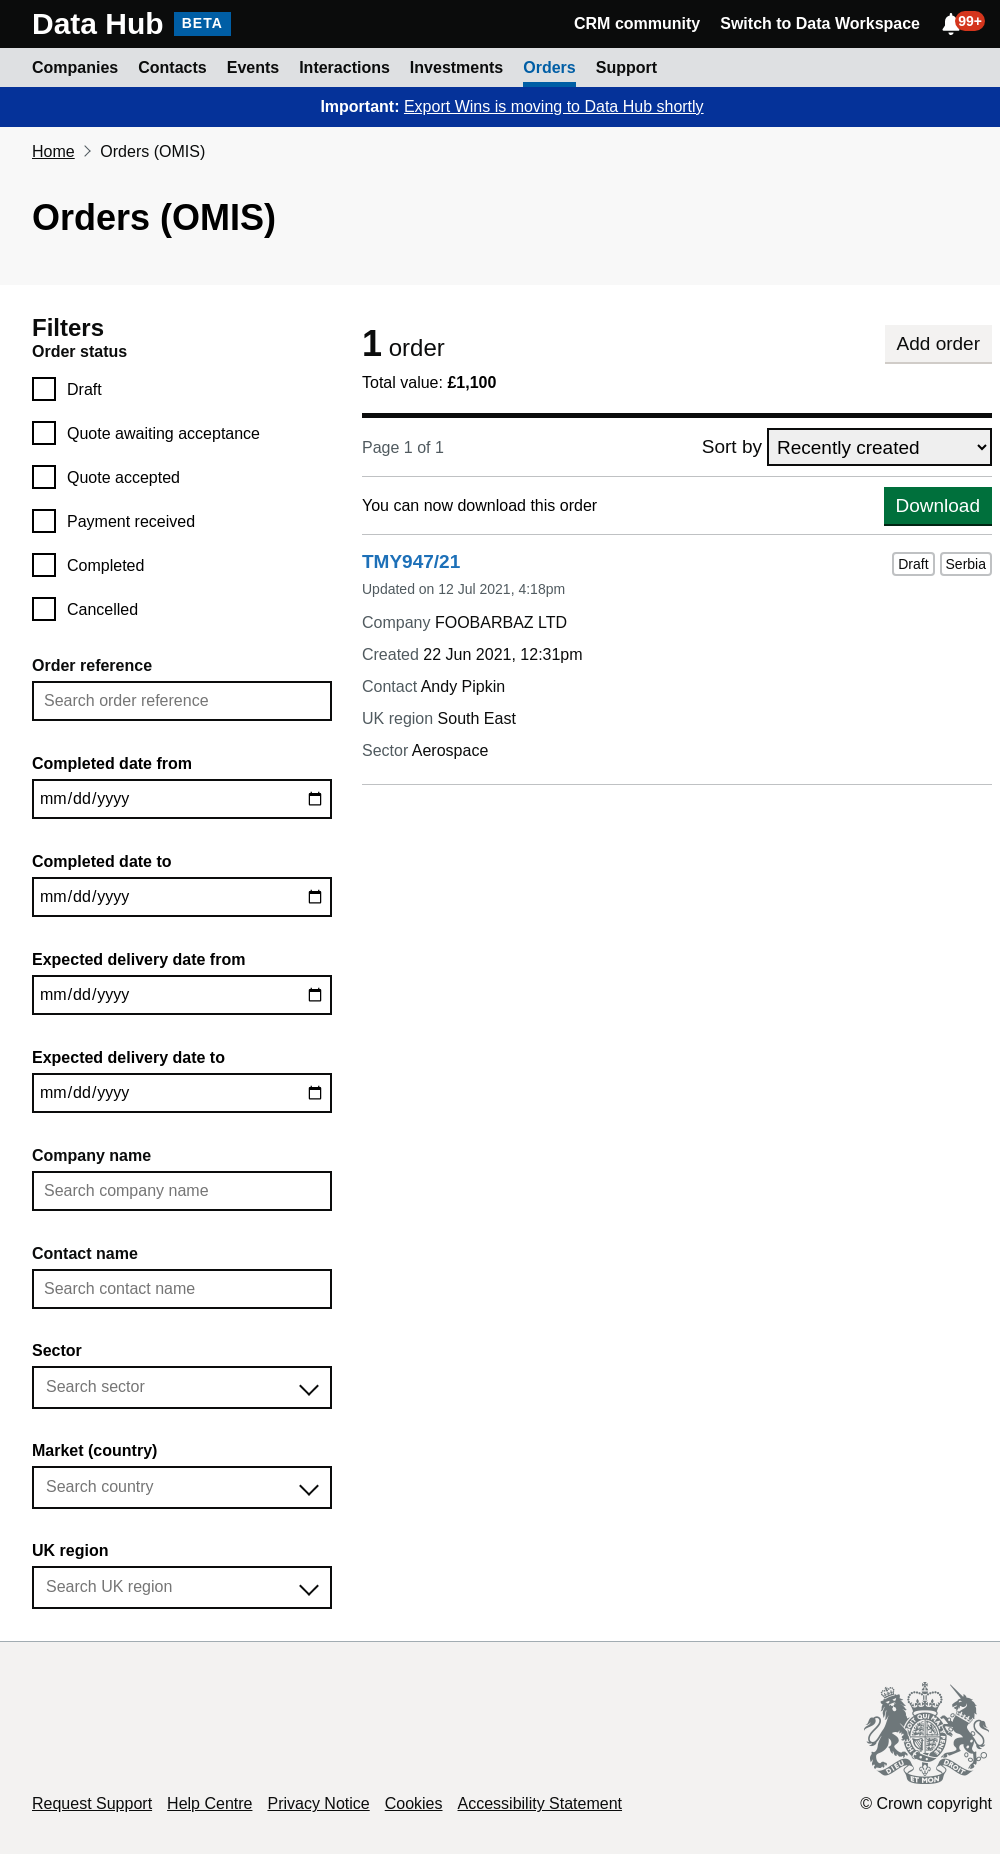 Data Hub BETA CRM community Switch to Data Workspace 99+
Companies Contacts Events Interactions Investments Orders Support
Important: Export Wins is moving to Data Hub shortly
Home Orders (OMIS)
Orders (OMIS)
Filters
Order status
Draft
Quote awaiting acceptance
Quote accepted
Payment received
Completed
Cancelled
Order reference
Search order reference
Completed date from
mm/dd/yyyy
Completed date to
mm/dd/yyyy
Expected delivery date from
mm/dd/yyyy
Expected delivery date to
mm/dd/yyyy
Company name
Search company name
Contact name
Search contact name
Sector
Search sector
Market (country)
Search country
UK region
Search UK region
1 order Add order
Total value: £1,100
Page 1 of 1 Sort by Recently created
You can now download this order Download
TMY947/21 Draft Serbia
Updated on 12 Jul 2021, 4:18pm
Company FOOBARBAZ LTD
Created 22 Jun 2021, 12:31pm
Contact Andy Pipkin
UK region South East
Sector Aerospace
DIEU ET MON DROIT
Request Support Help Centre Privacy Notice Cookies Accessibility Statement © Crown copyright